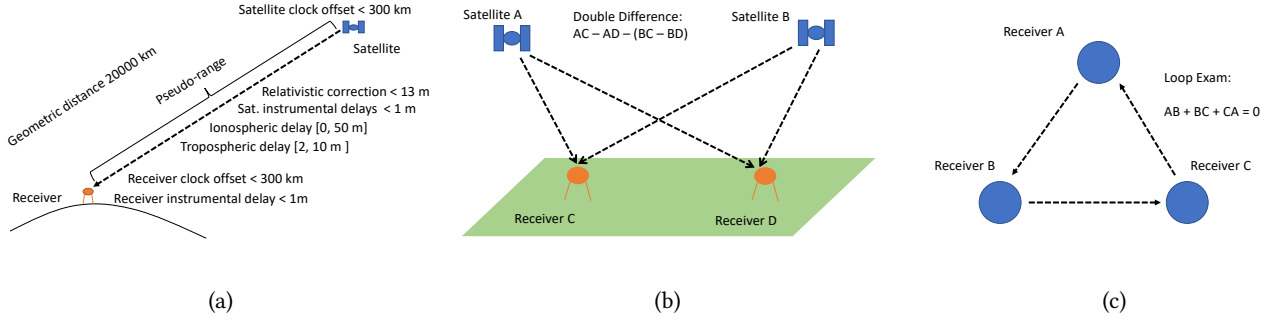 Satellite clock offset < 300 km
Satellite
Geometric distance 20000 km
Pseudo-range
Relativistic correction < 13 m
Sat. instrumental delays < 1 m
Ionospheric delay [0, 50 m]
Tropospheric delay [2, 10 m ]
Receiver clock offset < 300 km
Receiver
Receiver instrumental delay < 1m
(a)
Satellite A
Double Difference:
AC – AD – (BC – BD)
Satellite B
Receiver C
Receiver D
(b)
Receiver A
Loop Exam:
AB + BC + CA = 0
Receiver B
Receiver C
(c)